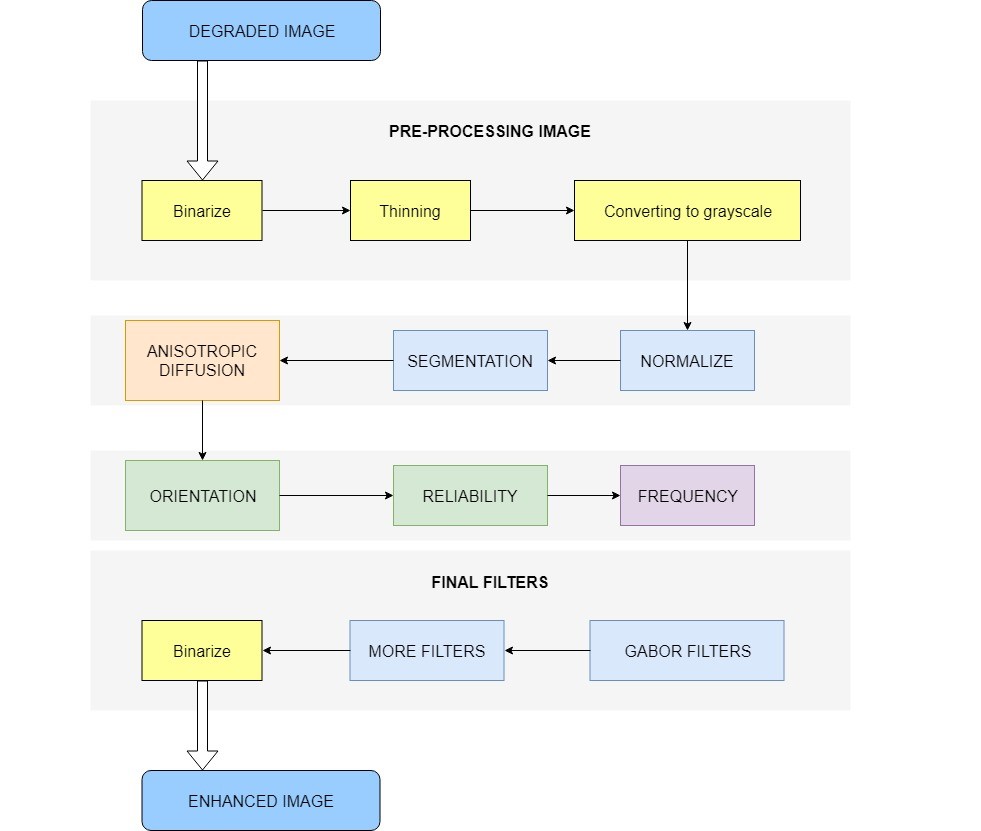 DEGRADED IMAGE
PRE-PROCESSING IMAGE
Binarize
Thinning
Converting to grayscale
ANISOTROPIC
DIFFUSION
SEGMENTATION
NORMALIZE
ORIENTATION
RELIABILITY
FREQUENCY
FINAL FILTERS
Binarize
MORE FILTERS
GABOR FILTERS
ENHANCED IMAGE